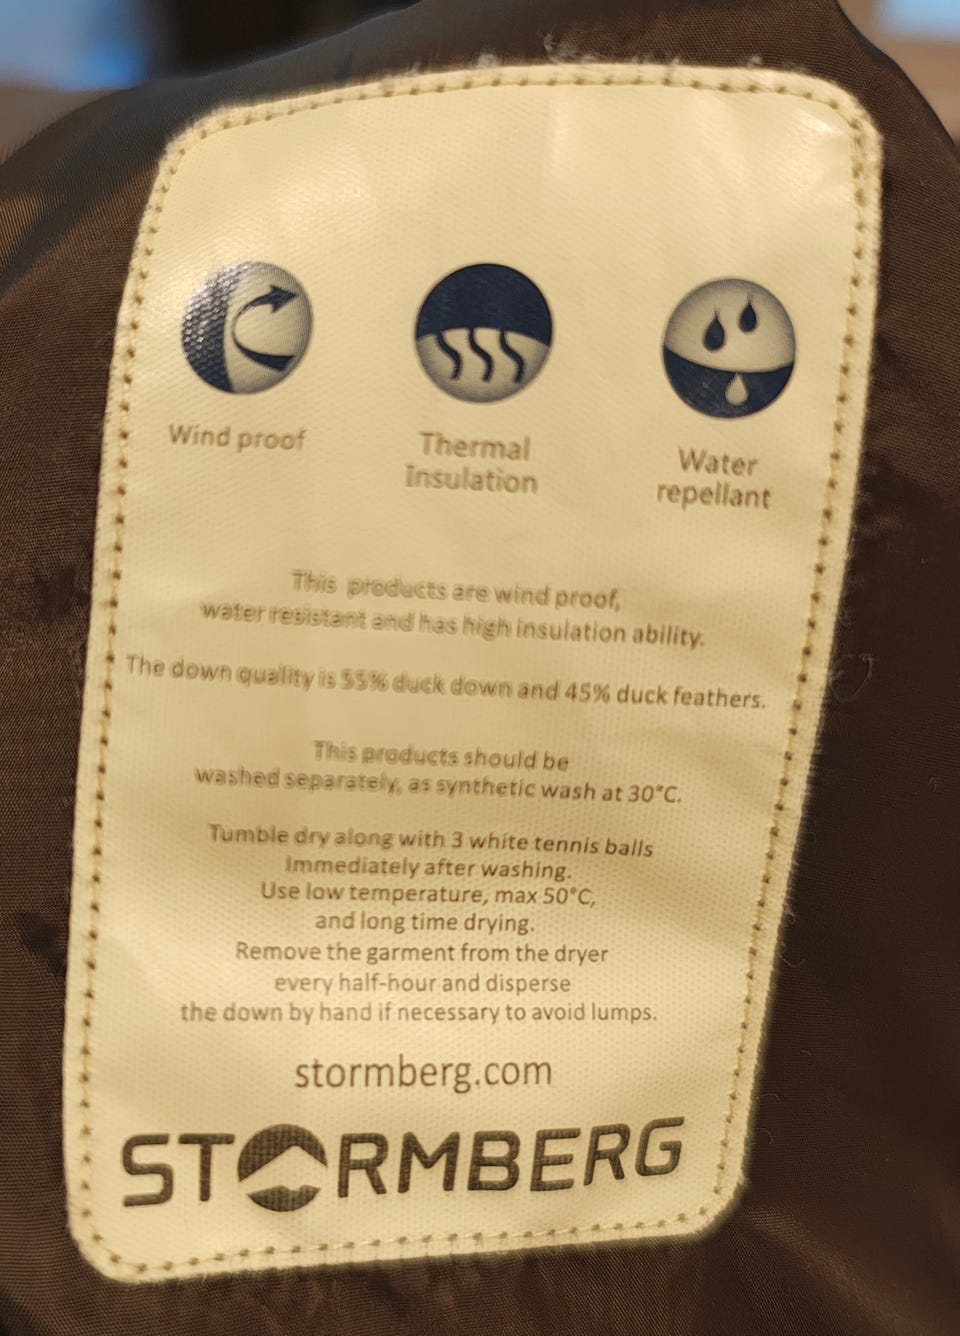 Wind proof
Thermal
Insulation
Water
repellant
This products are wind proof,
water resistant and has high insulation ability.
The down quality is 55% duck down and 45% duck feathers.
This products should be
washed separately, as synthetic wash at 30°C.
Tumble dry along with 3 white tennis balls
Immediately after washing.
Use low temperature, max 50°C,
and long time drying.
Remove the garment from the dryer
every half-hour and disperse
the down by hand if necessary to avoid lumps.
stormberg.com
STORMBERG